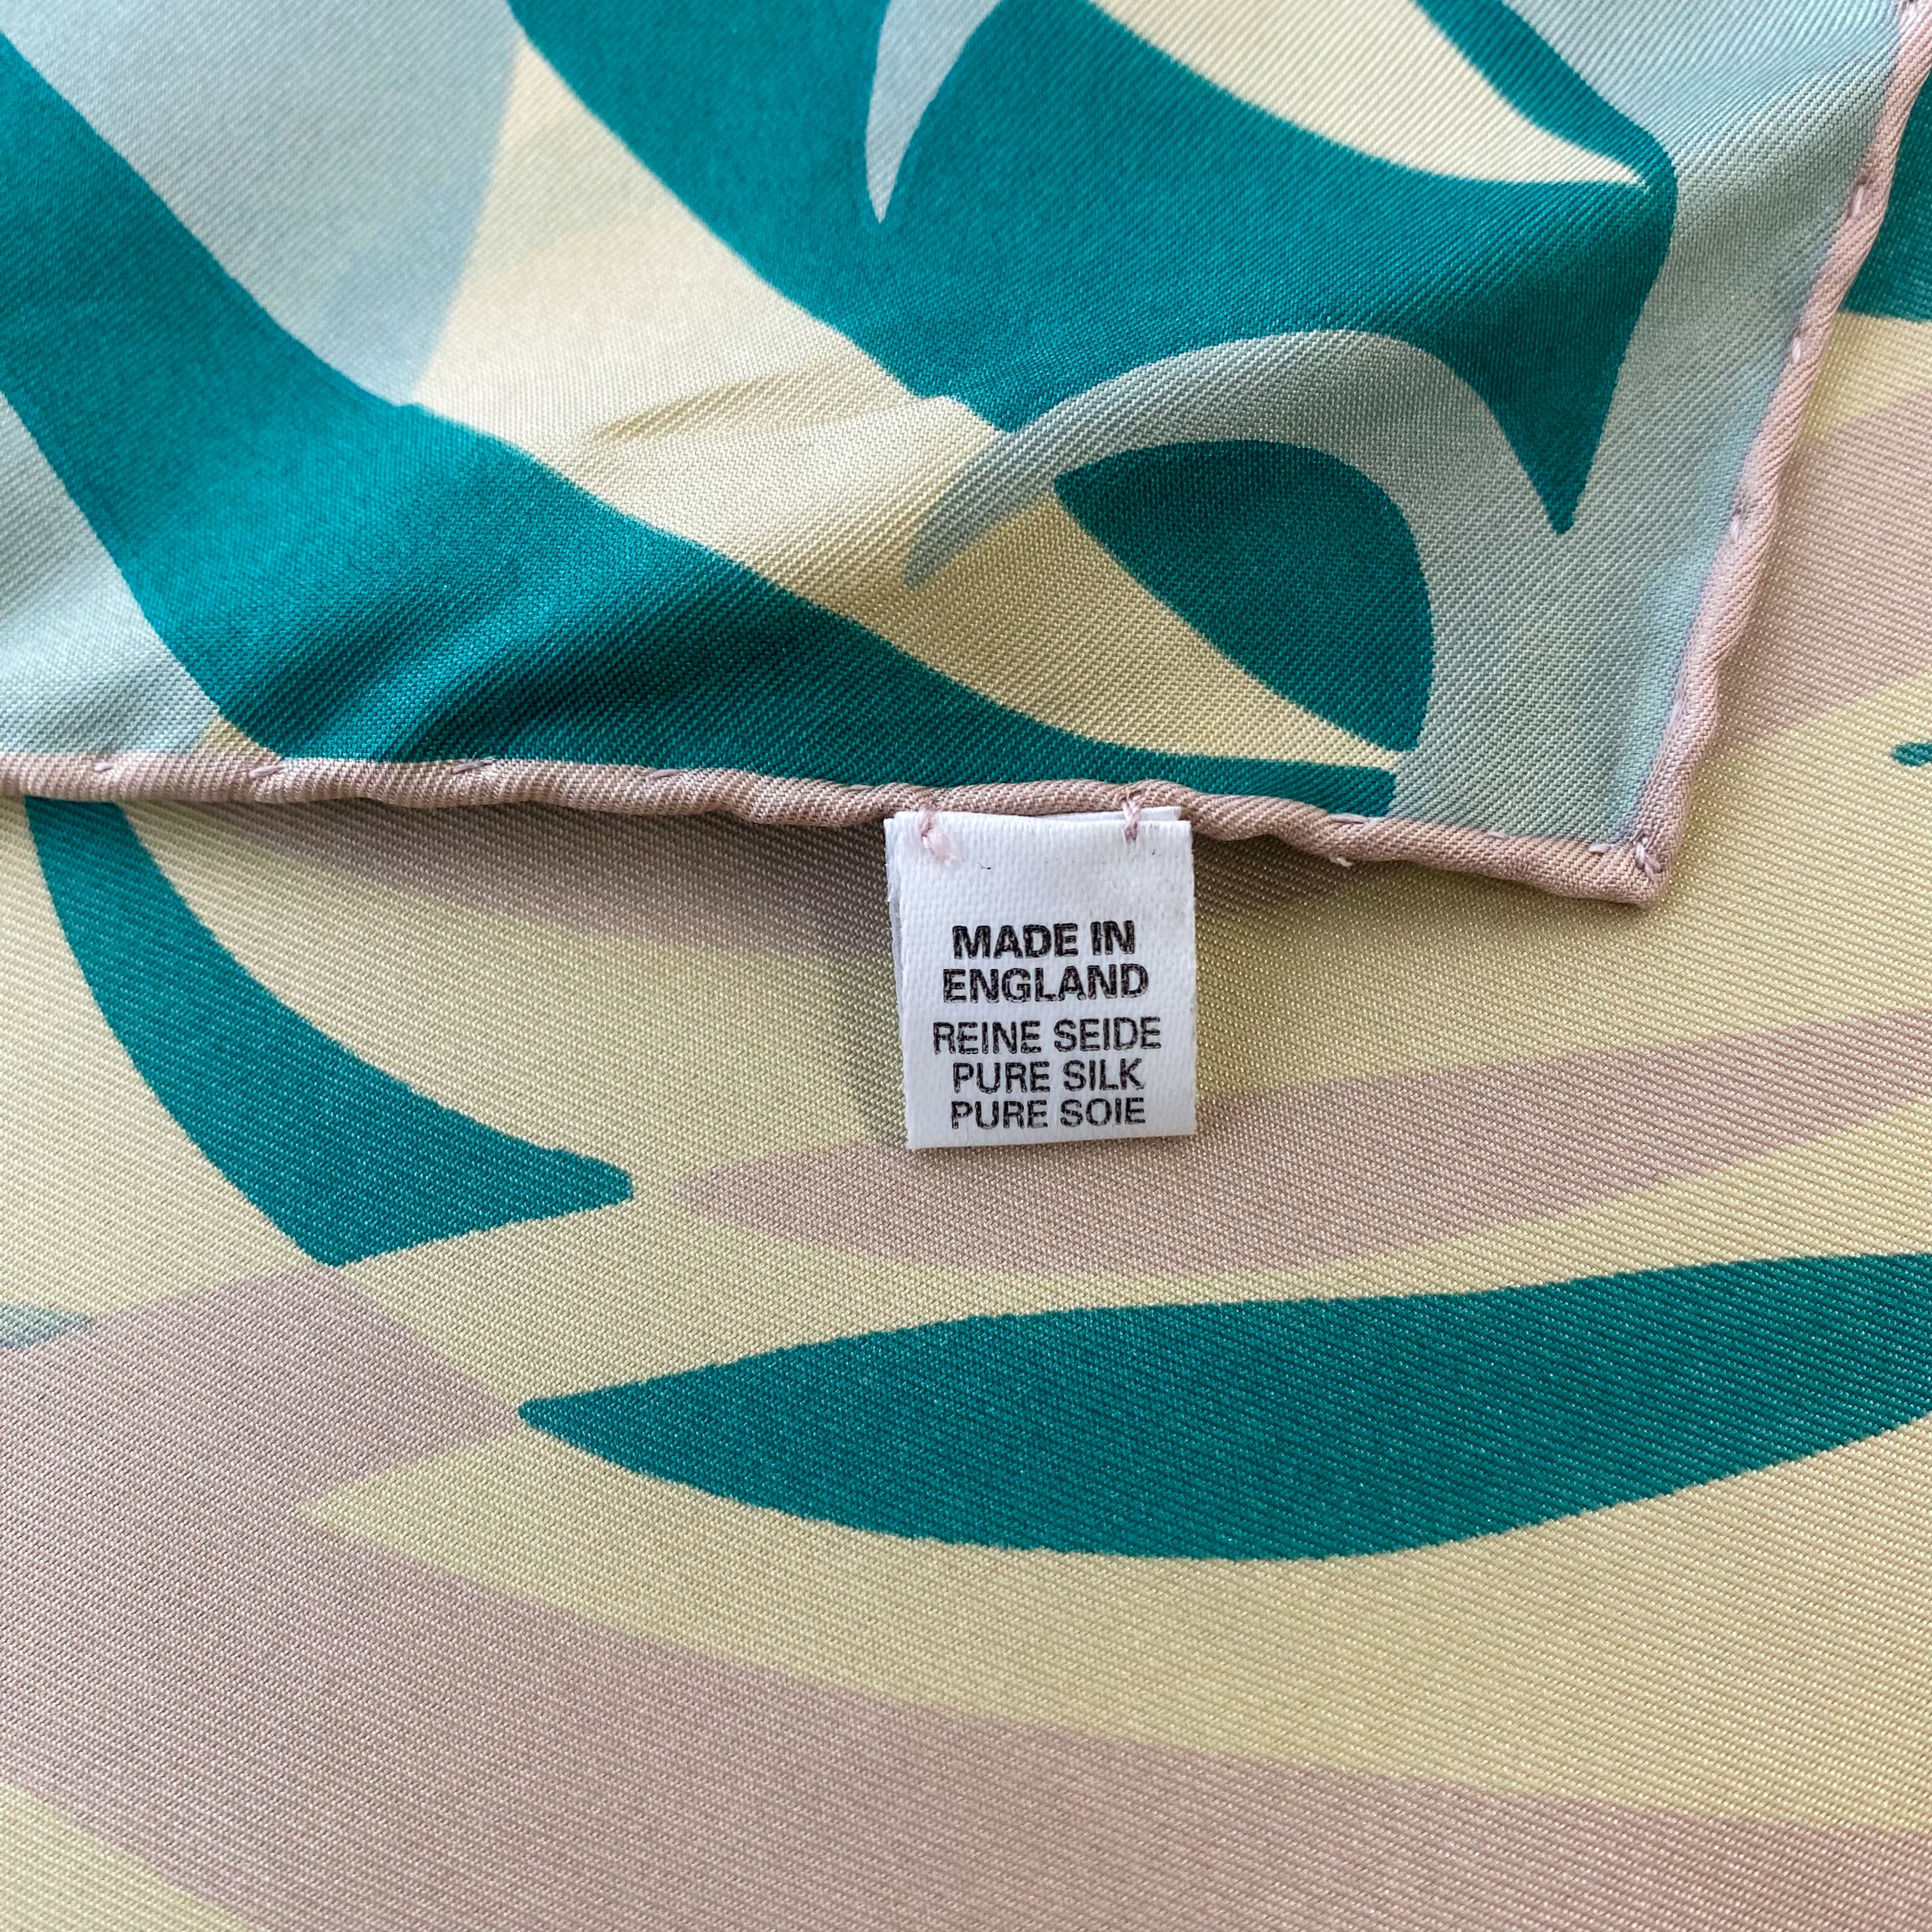 MADE IN
ENGLAND
REINE SEIDE
PURE SILK
PURE SOIE